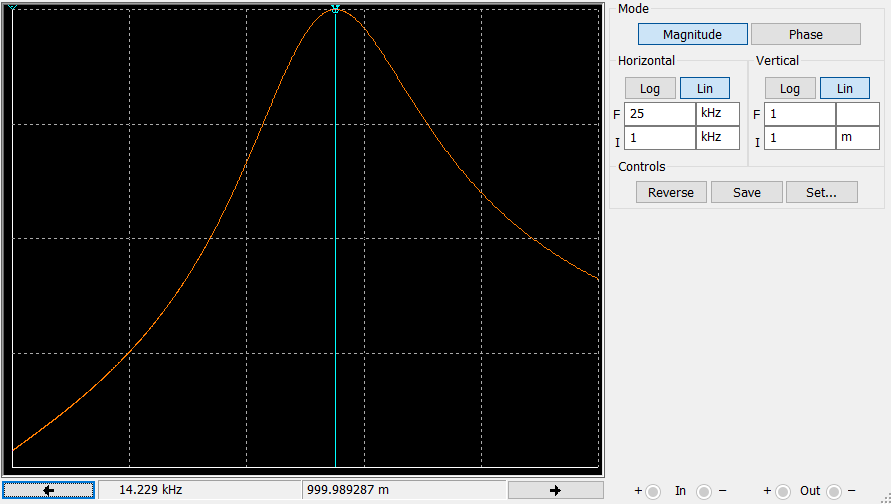 Mode
Magnitude Phase
Horizontal Vertical
Log Lin Log Lin
F 25 kHz F 1
I 1 kHz I 1 m
Controls
Reverse Save Set...
14.229 kHz 999.989287 m
+ In − + Out −